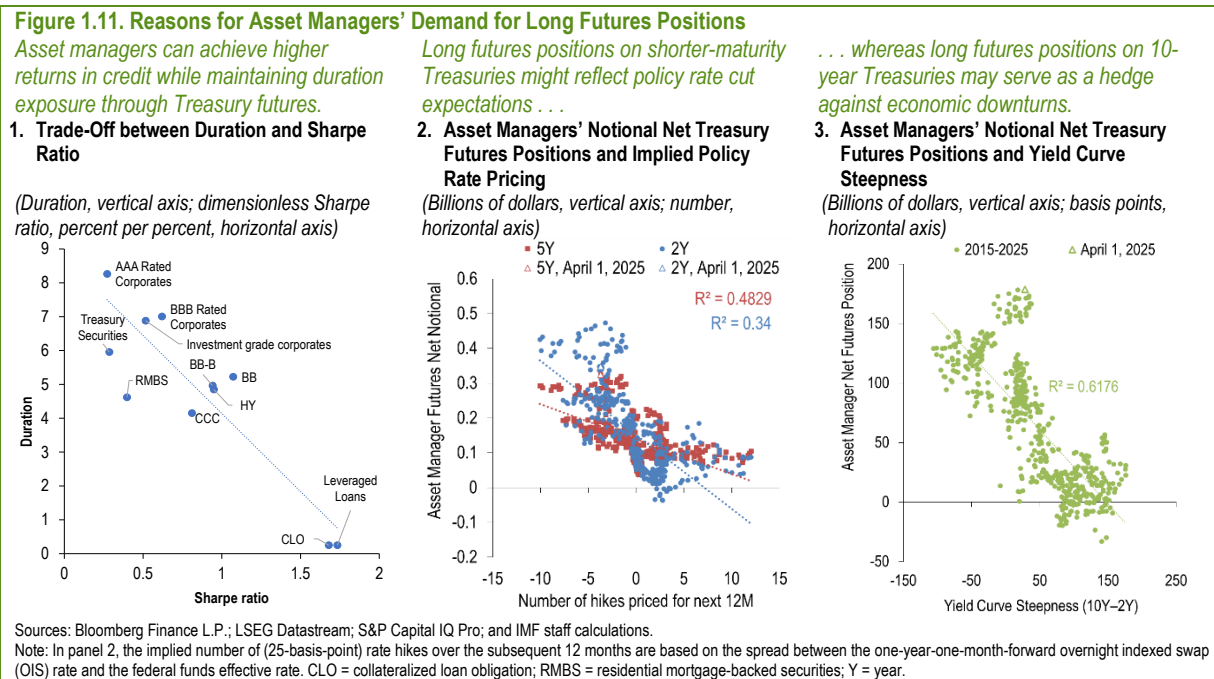 Figure 1.11. Reasons for Asset Managers’ Demand for Long Futures Positions
Asset managers can achieve higher
returns in credit while maintaining duration
exposure through Treasury futures.
1. Trade-Off between Duration and Sharpe
Ratio
(Duration, vertical axis; dimensionless Sharpe
ratio, percent per percent, horizontal axis)
9
8
7
6
5
4
3
2
1
0
Duration
AAA Rated
Corporates
BBB Rated
Corporates
Treasury
Securities
Investment grade corporates
BB-B
BB
RMBS
HY
CCC
Leveraged
Loans
CLO
0
0.5
1
1.5
2
Sharpe ratio
Long futures positions on shorter-maturity
Treasuries might reflect policy rate cut
expectations . . .
2. Asset Managers’ Notional Net Treasury
Futures Positions and Implied Policy
Rate Pricing
(Billions of dollars, vertical axis; number,
horizontal axis)
5Y
2Y
5Y, April 1, 2025
2Y, April 1, 2025
0.6
0.5
0.4
0.3
0.2
0.1
0
-0.1
-0.2
Asset Manager Futures Net Notional
R² = 0.4829
R² = 0.34
-15
-10
-5
0
5
10
15
Number of hikes priced for next 12M
. . . whereas long futures positions on 10-
year Treasuries may serve as a hedge
against economic downturns.
3. Asset Managers’ Notional Net Treasury
Futures Positions and Yield Curve
Steepness
(Billions of dollars, vertical axis; basis points,
horizontal axis)
2015-2025
April 1, 2025
200
150
100
50
0
-50
Asset Manager Net Futures Position
R² = 0.6176
-150
-50
50
150
250
Yield Curve Steepness (10Y–2Y)
Sources: Bloomberg Finance L.P.; LSEG Datastream; S&P Capital IQ Pro; and IMF staff calculations.
Note: In panel 2, the implied number of (25-basis-point) rate hikes over the subsequent 12 months are based on the spread between the one-year-one-month-forward overnight indexed swap
(OIS) rate and the federal funds effective rate. CLO = collateralized loan obligation; RMBS = residential mortgage-backed securities; Y = year.